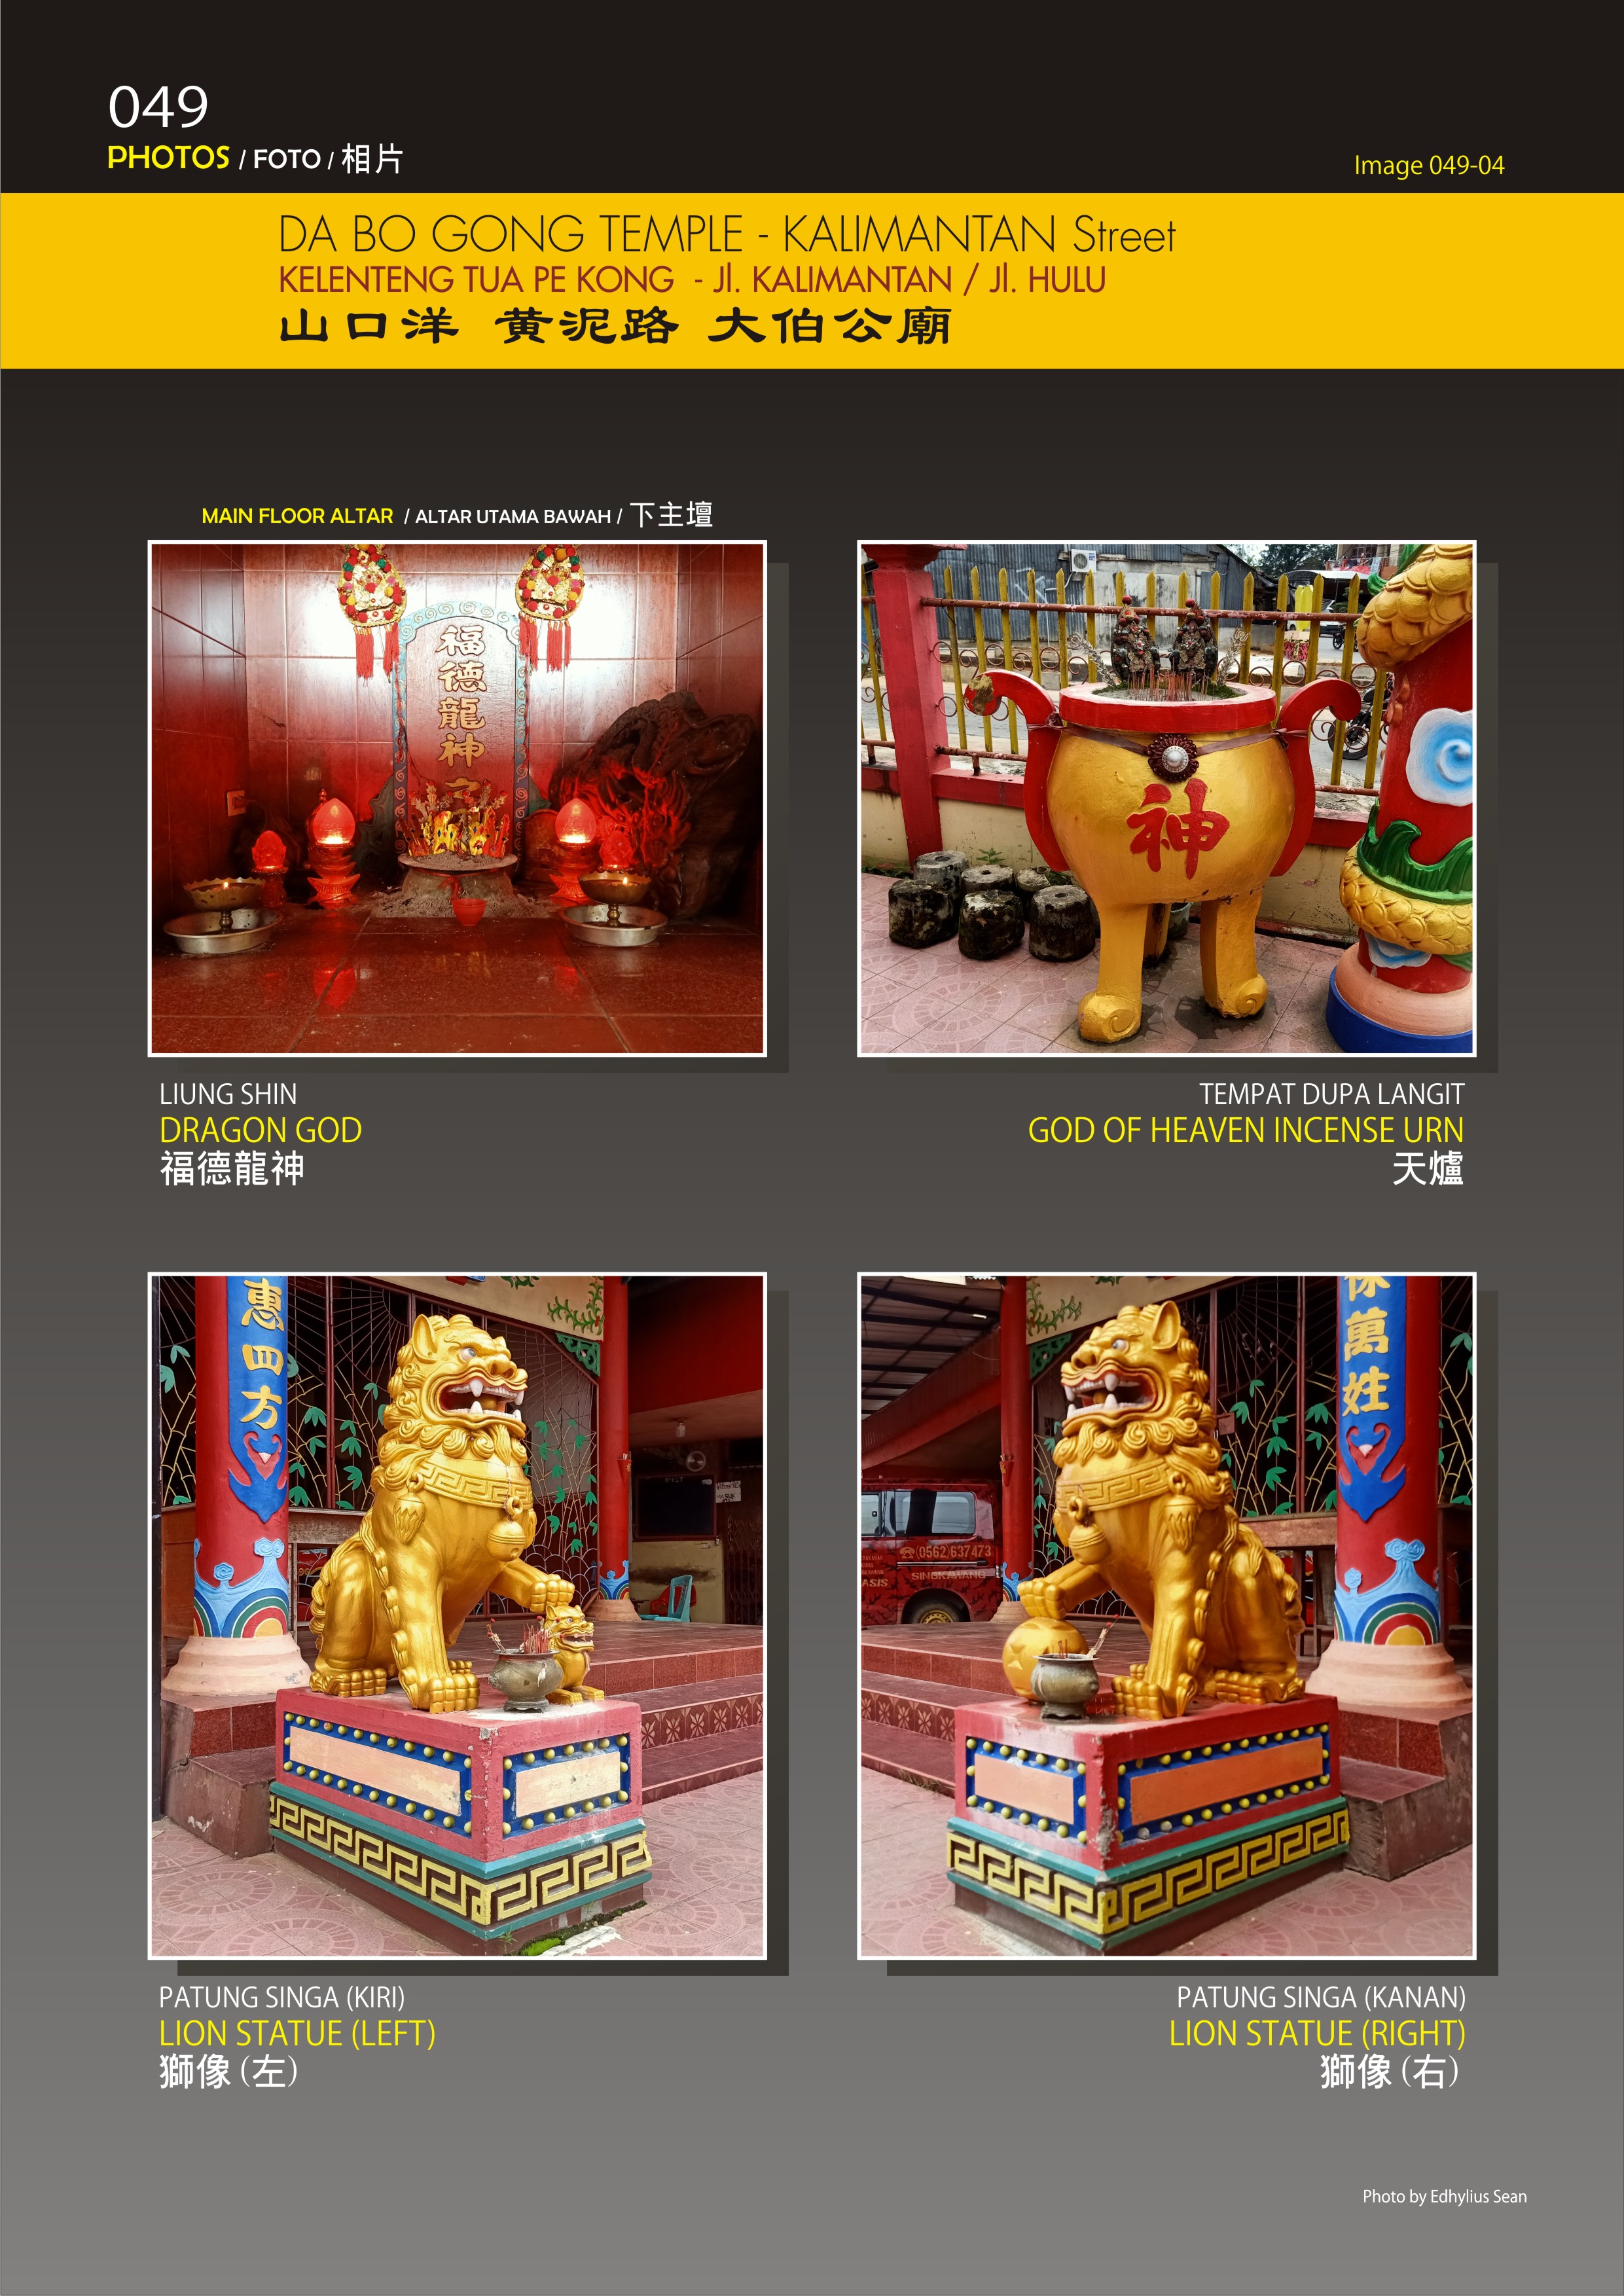 049
PHOTOS / FOTO / 相片
Image 049-04
DA BO GONG TEMPLE - KALIMANTAN Street
KELENTENG TUA PE KONG - Jl. KALIMANTAN / Jl. HULU
山口洋 黄泥路 大伯公廟
MAIN FLOOR ALTAR / ALTAR UTAMA BAWAH / 下主壇
福德龍神
神
LIUNG SHIN
DRAGON GOD
福德龍神
TEMPAT DUPA LANGIT
GOD OF HEAVEN INCENSE URN
天爐
惠四方
萬姓
☎(0562)637473
SINGKAWANG
PATUNG SINGA (KIRI)
LION STATUE (LEFT)
獅像 (左)
PATUNG SINGA (KANAN)
LION STATUE (RIGHT)
獅像 (右)
Photo by Edhylius Sean